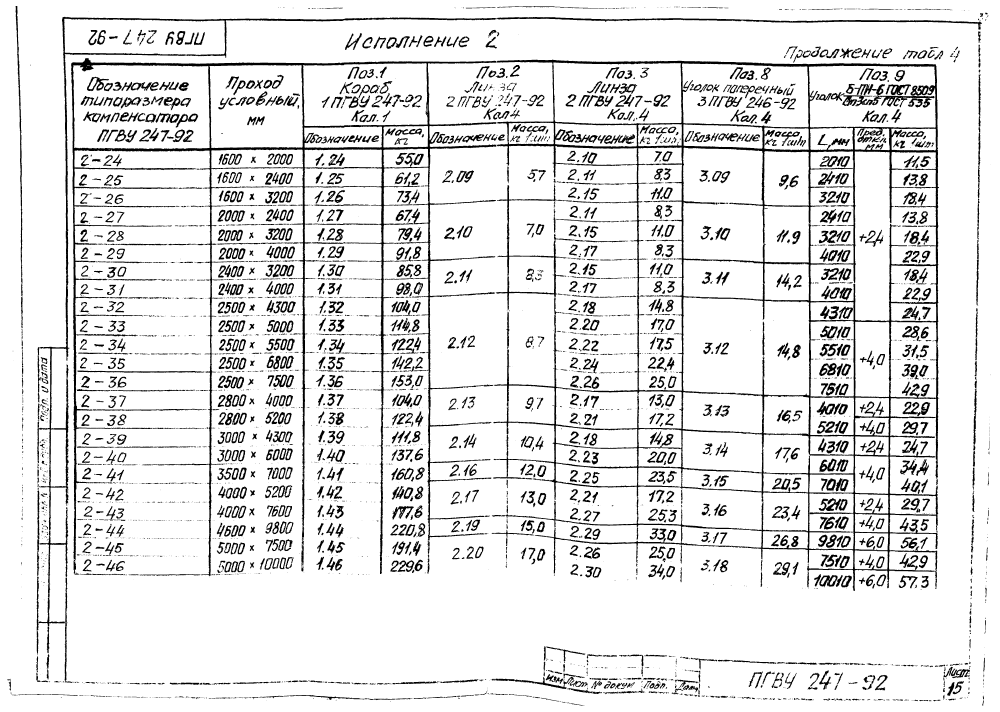 ПГВУ 247-92
Исполнение 2
Продолжение табл 4
Обозначение типоразмера компенсатора ПГВУ 247-92 | Проход условный, мм | Поз.1 Короб 1 ПГВУ 247-92 Кал.1 | Поз.2 Линза 2 ПГВУ 247-92 Кал4 | Поз. 3 Линза 2 ПГВУ 247-92 Кал.4 | Поз. 8 Уголок поперечный 3 ПГВУ 246-92 Кал. 4 | Поз. 9 Уголок Б-ПН-6 ГОСТ 8509 / ГОСТ 535 Кал. 4
Обозначение | Масса, кг | Обозначение | Масса, кг 1шт. | Обозначение | Масса, кг 1шт. | Обозначение | Масса, кг 1шт | L, мм | Пред. откл. мм | Масса, кг 1шт
2-24 | 1600 × 2000 | 1.24 | 55,0 | 2.09 | 5,7 | 2.10 | 7,0 | 3.09 | 9,6 | 2010 | +2,4 | 11,5
2-25 | 1600 × 2400 | 1.25 | 61,2 | 2.11 | 8,3 | 2410 | 13,8
2-26 | 1600 × 3200 | 1.26 | 73,4 | 2.15 | 11,0 | 3210 | 18,4
2-27 | 2000 × 2400 | 1.27 | 67,4 | 2.10 | 7,0 | 2.11 | 8,3 | 3.10 | 11,9 | 2410 | 13,8
2-28 | 2000 × 3200 | 1.28 | 79,4 | 2.15 | 11,0 | 3210 | 18,4
2-29 | 2000 × 4000 | 1.29 | 91,8 | 2.17 | 8,3 | 4010 | 22,9
2-30 | 2400 × 3200 | 1.30 | 85,8 | 2.11 | 8,3 | 2.15 | 11,0 | 3.11 | 14,2 | 3210 | 18,4
2-31 | 2400 × 4000 | 1.31 | 98,0 | 2.17 | 8,3 | 4010 | 22,9
2-32 | 2500 × 4300 | 1.32 | 104,0 | 2.12 | 8,7 | 2.18 | 14,8 | 3.12 | 14,8 | 4310 | 24,7
2-33 | 2500 × 5000 | 1.33 | 114,8 | 2.20 | 17,0 | 5010 | +4,0 | 28,6
2-34 | 2500 × 5500 | 1.34 | 122,4 | 2.22 | 17,5 | 5510 | 31,5
2-35 | 2500 × 6800 | 1.35 | 142,2 | 2.24 | 22,4 | 6810 | 39,0
2-36 | 2500 × 7500 | 1.36 | 153,0 | 2.26 | 25,0 | 7510 | 42,9
2-37 | 2800 × 4000 | 1.37 | 104,0 | 2.13 | 9,7 | 2.17 | 13,0 | 3.13 | 16,5 | 4010 | +2,4 | 22,9
2-38 | 2800 × 5200 | 1.38 | 122,4 | 2.21 | 17,2 | 5210 | +4,0 | 29,7
2-39 | 3000 × 4300 | 1.39 | 111,8 | 2.14 | 10,4 | 2.18 | 14,8 | 3.14 | 17,6 | 4310 | +2,4 | 24,7
2-40 | 3000 × 6000 | 1.40 | 137,6 | 2.23 | 20,0 | 6010 | +4,0 | 34,4
2-41 | 3500 × 7000 | 1.41 | 160,8 | 2.16 | 12,0 | 2.25 | 23,5 | 3.15 | 20,5 | 7010 | 40,1
2-42 | 4000 × 5200 | 1.42 | 140,8 | 2.17 | 13,0 | 2.21 | 17,2 | 3.16 | 23,4 | 5210 | +2,4 | 29,7
2-43 | 4000 × 7600 | 1.43 | 177,6 | 2.27 | 25,3 | 7610 | +4,0 | 43,5
2-44 | 4600 × 9800 | 1.44 | 220,8 | 2.19 | 15,0 | 2.29 | 33,0 | 3.17 | 26,8 | 9810 | +6,0 | 56,1
2-45 | 5000 × 7500 | 1.45 | 191,4 | 2.20 | 17,0 | 2.26 | 25,0 | 3.18 | 29,1 | 7510 | +4,0 | 42,9
2-46 | 5000 × 10000 | 1.46 | 229,6 | 2.30 | 34,0 | 10010 | +6,0 | 57,3
Подп. и дата
Изм | Лист | № докум | Подп. | Дата
ПГВУ 247-92
Лист
15